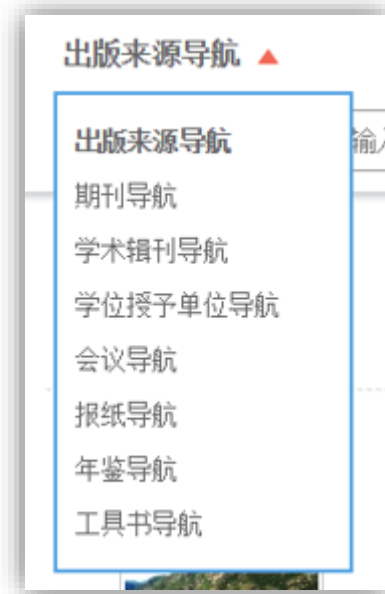 出版来源导航
出版来源导航
输入
期刊导航
学术辑刊导航
学位授予单位导航
会议导航
报纸导航
年鉴导航
工具书导航